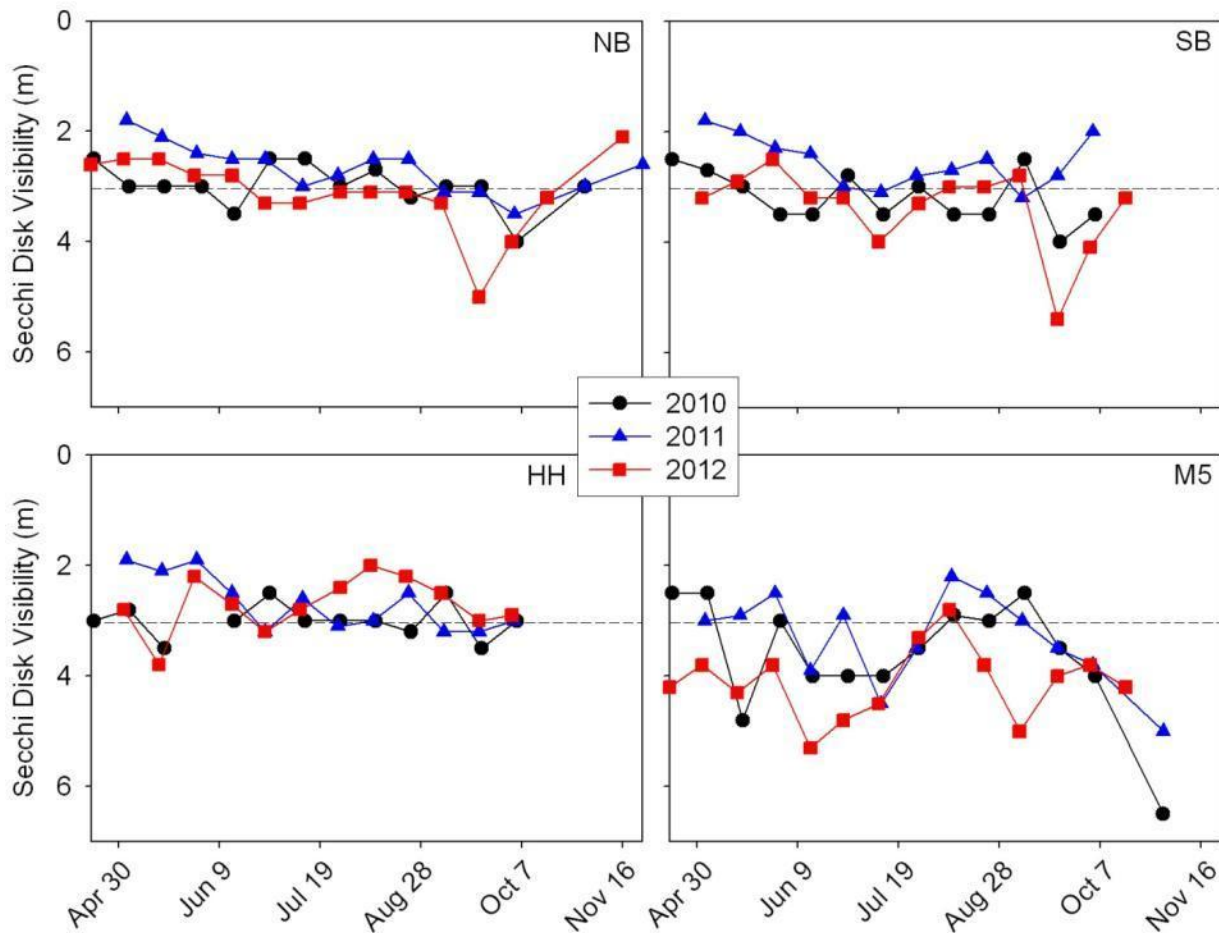 0
2
4
6
Secchi Disk Visibility (m)
NB
SB
0
2
4
6
Secchi Disk Visibility (m)
HH
M5
2010
2011
2012
Apr 30
Jun 9
Jul 19
Aug 28
Oct 7
Nov 16
Apr 30
Jun 9
Jul 19
Aug 28
Oct 7
Nov 16